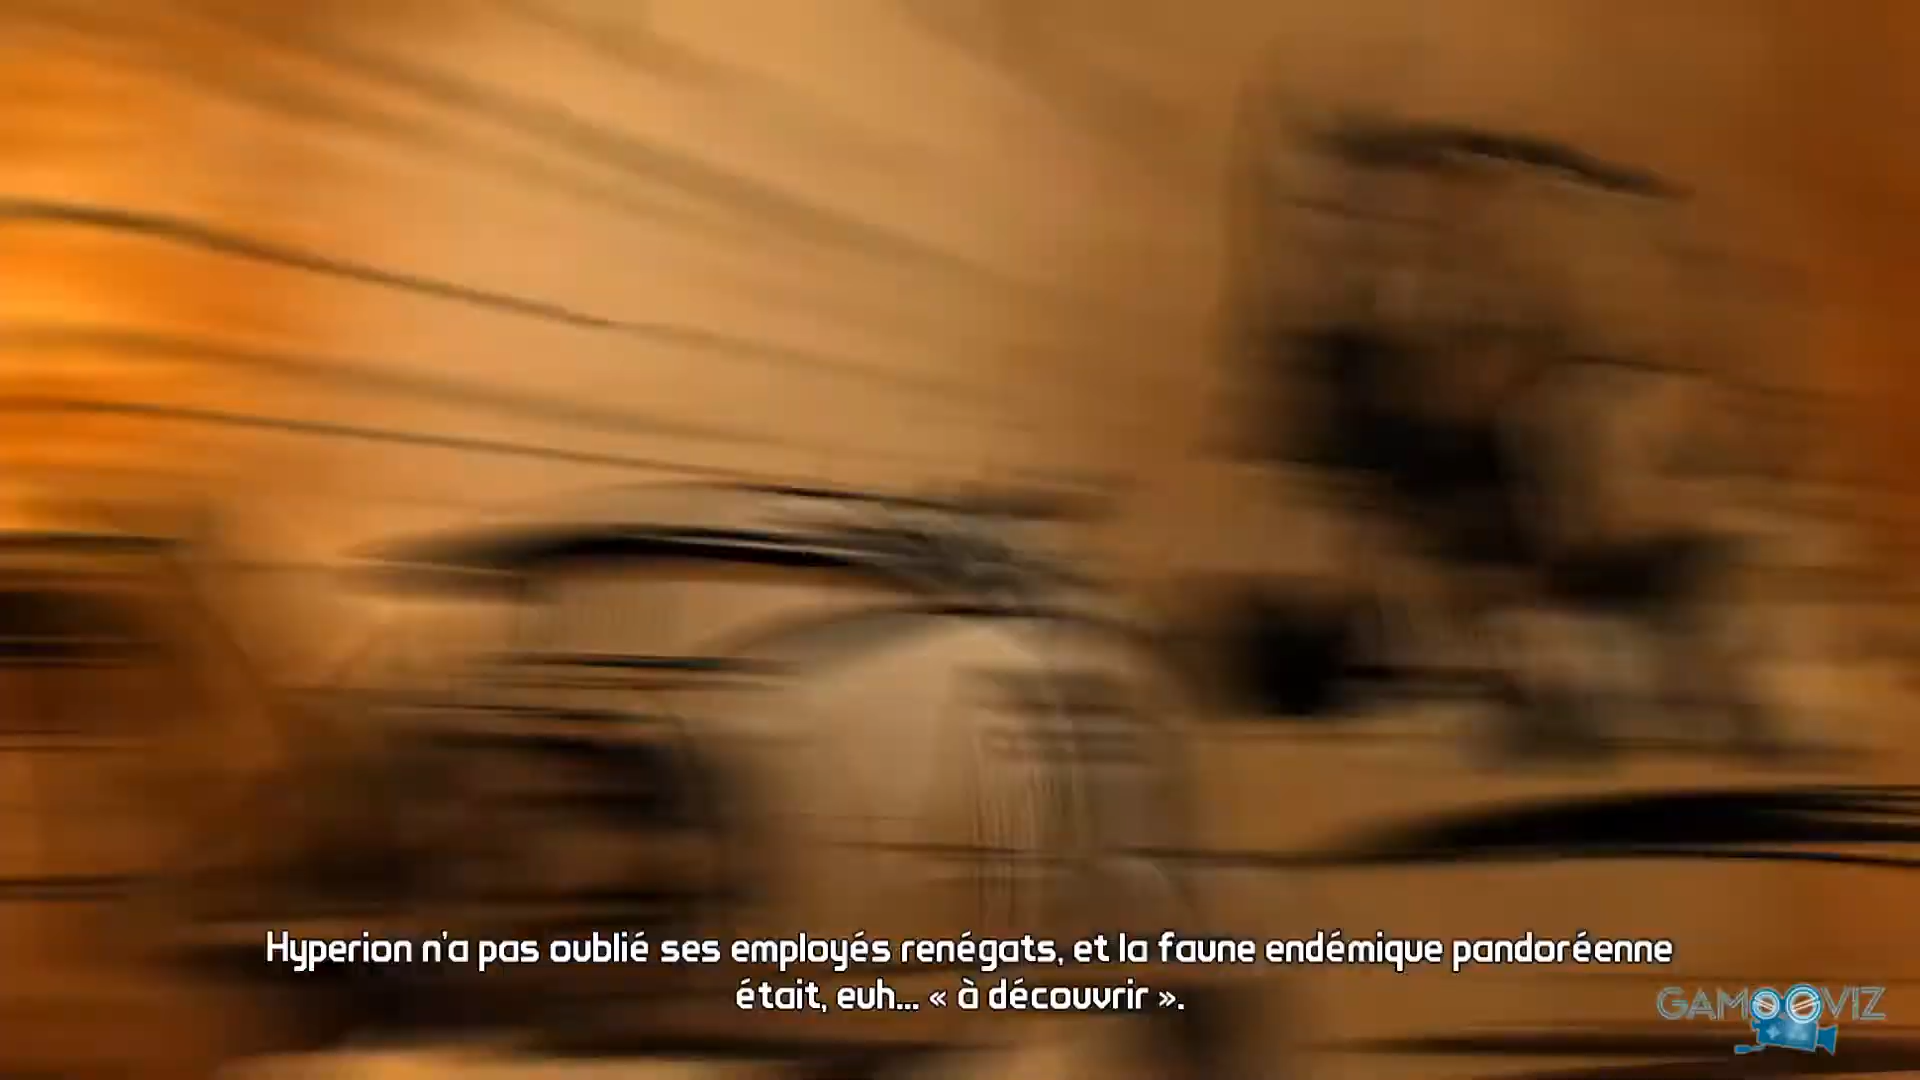 Hyperion n'a pas oublié ses employés renégats, et la faune endémique pandoréenne
était, euh... « à découvrir ».
GAMOOVIZ